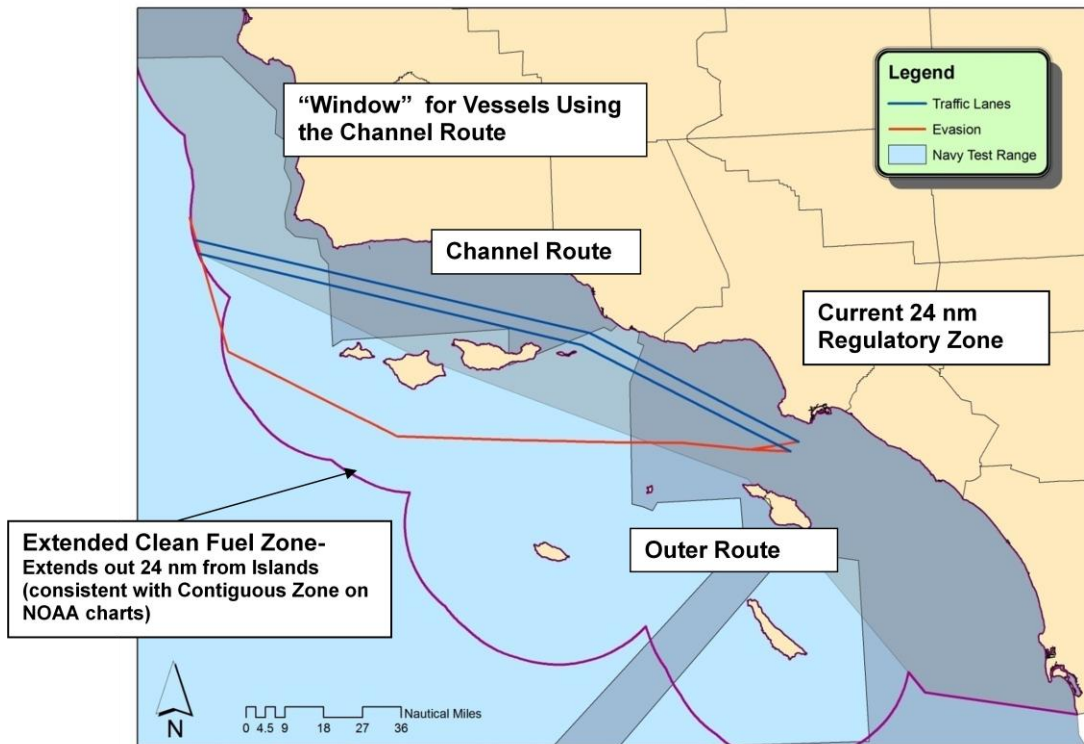 “Window” for Vessels Using
the Channel Route
Legend
Traffic Lanes
Evasion
Navy Test Range
Channel Route
Current 24 nm
Regulatory Zone
Extended Clean Fuel Zone-
Extends out 24 nm from Islands
(consistent with Contiguous Zone on
NOAA charts)
Outer Route
N
Nautical Miles
0 4.5 9 18 27 36